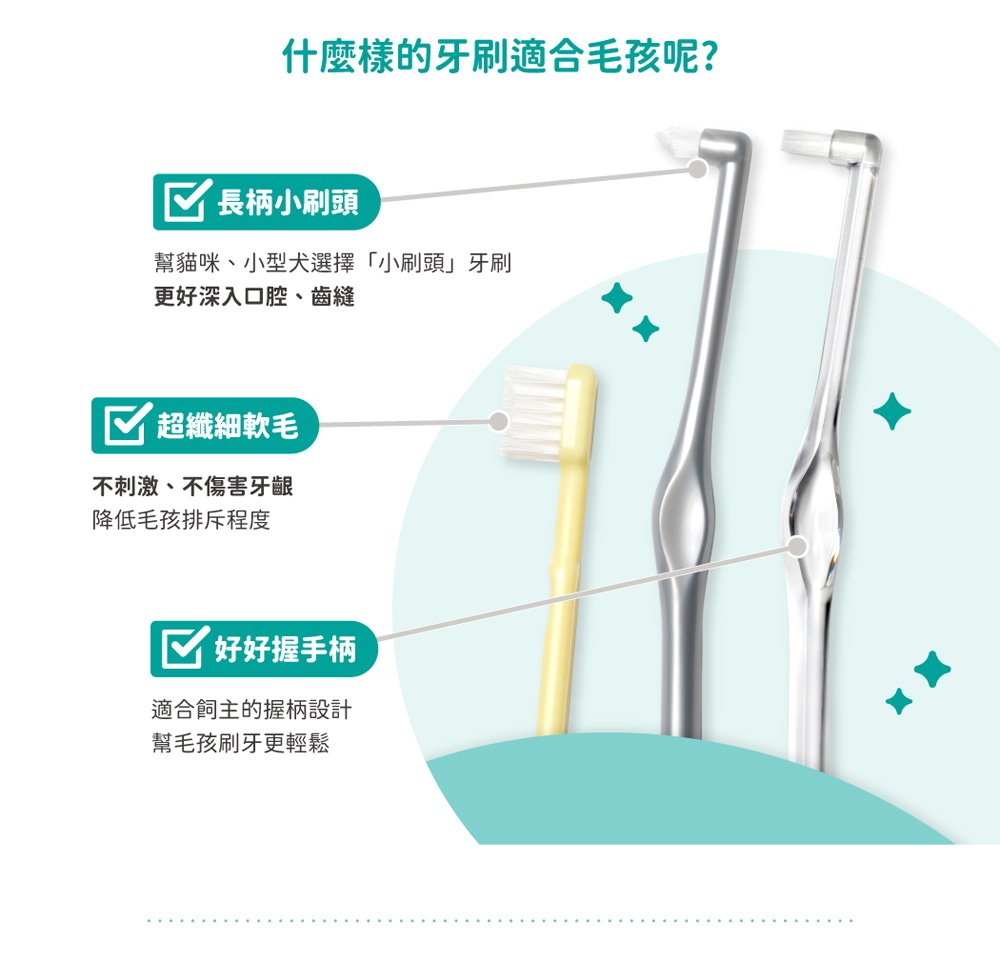 什麼樣的牙刷適合毛孩呢?
長柄小刷頭
幫貓咪、小型犬選擇「小刷頭」牙刷
更好深入口腔、齒縫
超纖細軟毛
不刺激、不傷害牙齦
降低毛孩排斥程度
好好握手柄
適合飼主的握柄設計
幫毛孩刷牙更輕鬆